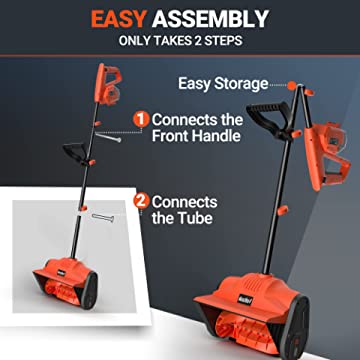 EASY ASSEMBLY
ONLY TAKES 2 STEPS
Easy Storage
1 Connects the
Front Handle
2 Connects
the Tube